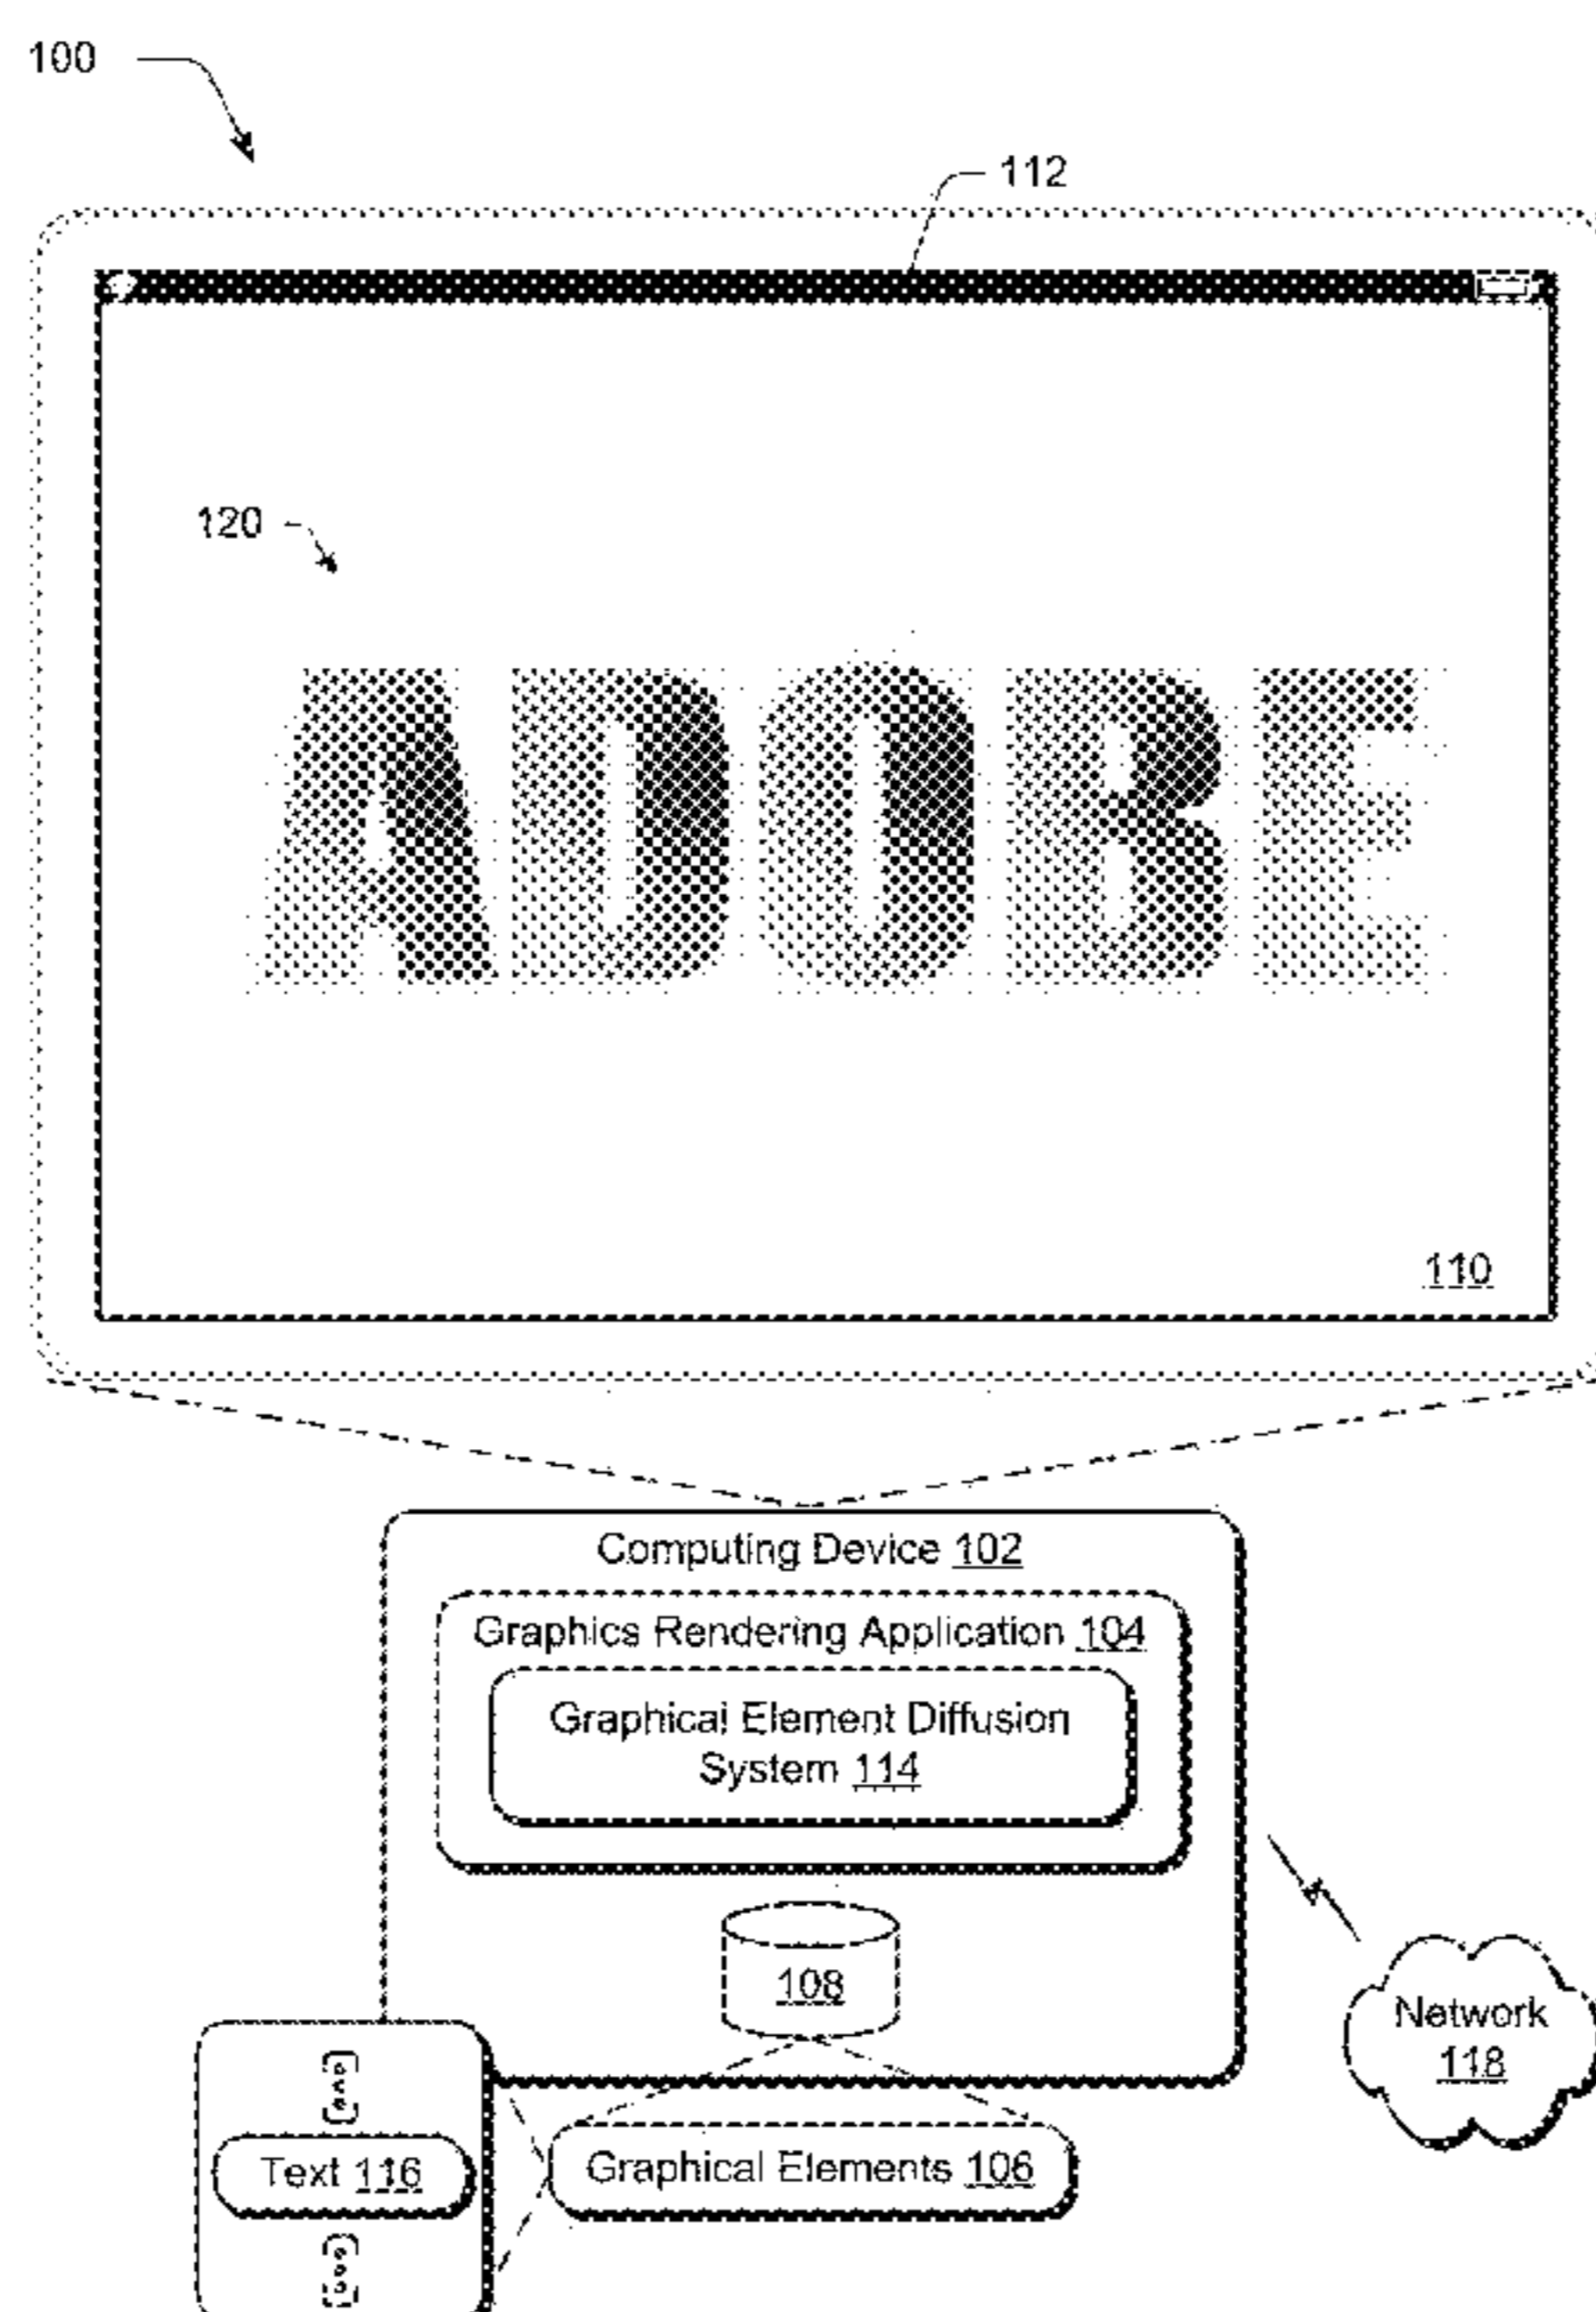 100
112
120
ADOBE
110
Computing Device 102
Graphics Rendering Application 104
Graphical Element Diffusion
System 114
108
Network
118
Text 116
Graphical Elements 106